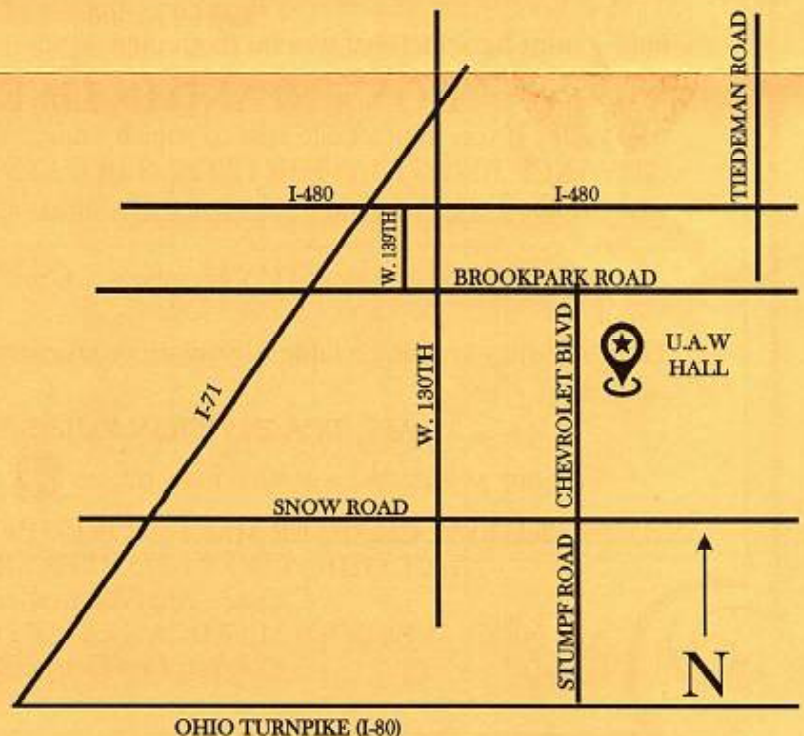 TIEDEMAN ROAD
I-480
I-480
W. 139TH
BROOKPARK ROAD
I-71
W. 130TH
CHEVROLET BLVD
U.A.W
HALL
SNOW ROAD
STUMPF ROAD
N
OHIO TURNPIKE (I-80)